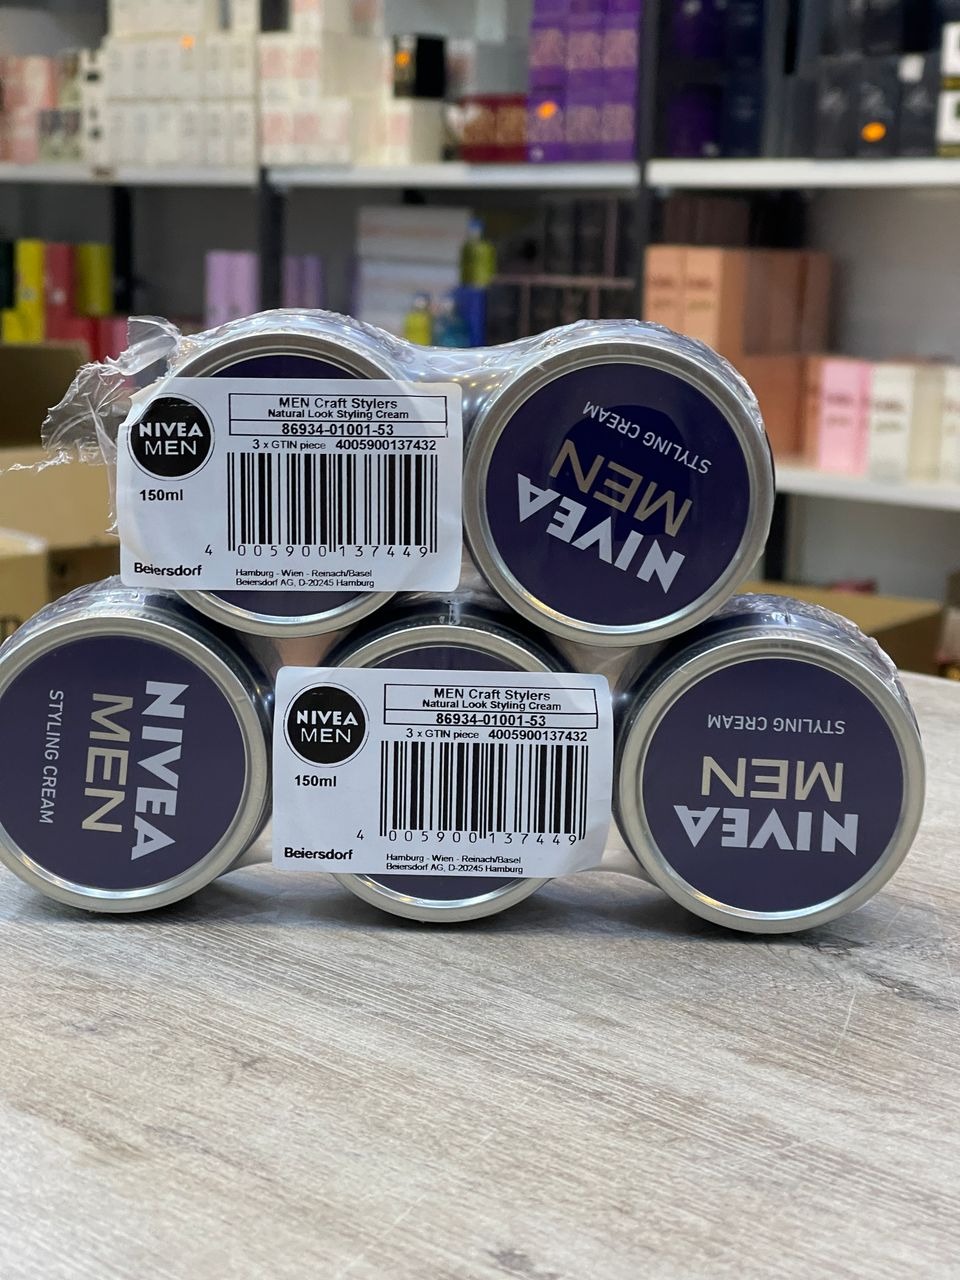 NIVEA
MEN
MEN Craft Stylers
Natural Look Styling Cream
86934-01001-53
3 x GTIN piece 4005900137432
150ml
4 005900 137449
Beiersdorf
Hamburg - Wien - Reinach/Basel
Beiersdorf AG, D-20245 Hamburg
NIVEA
MEN
STYLING CREAM
NIVEA
MEN
STYLING CREAM
NIVEA
MEN
MEN Craft Stylers
Natural Look Styling Cream
86934-01001-53
3 x GTIN piece 4005900137432
150ml
4 005900 137449
Beiersdorf
Hamburg - Wien - Reinach/Basel
Beiersdorf AG, D-20245 Hamburg
NIVEA
MEN
STYLING CREAM